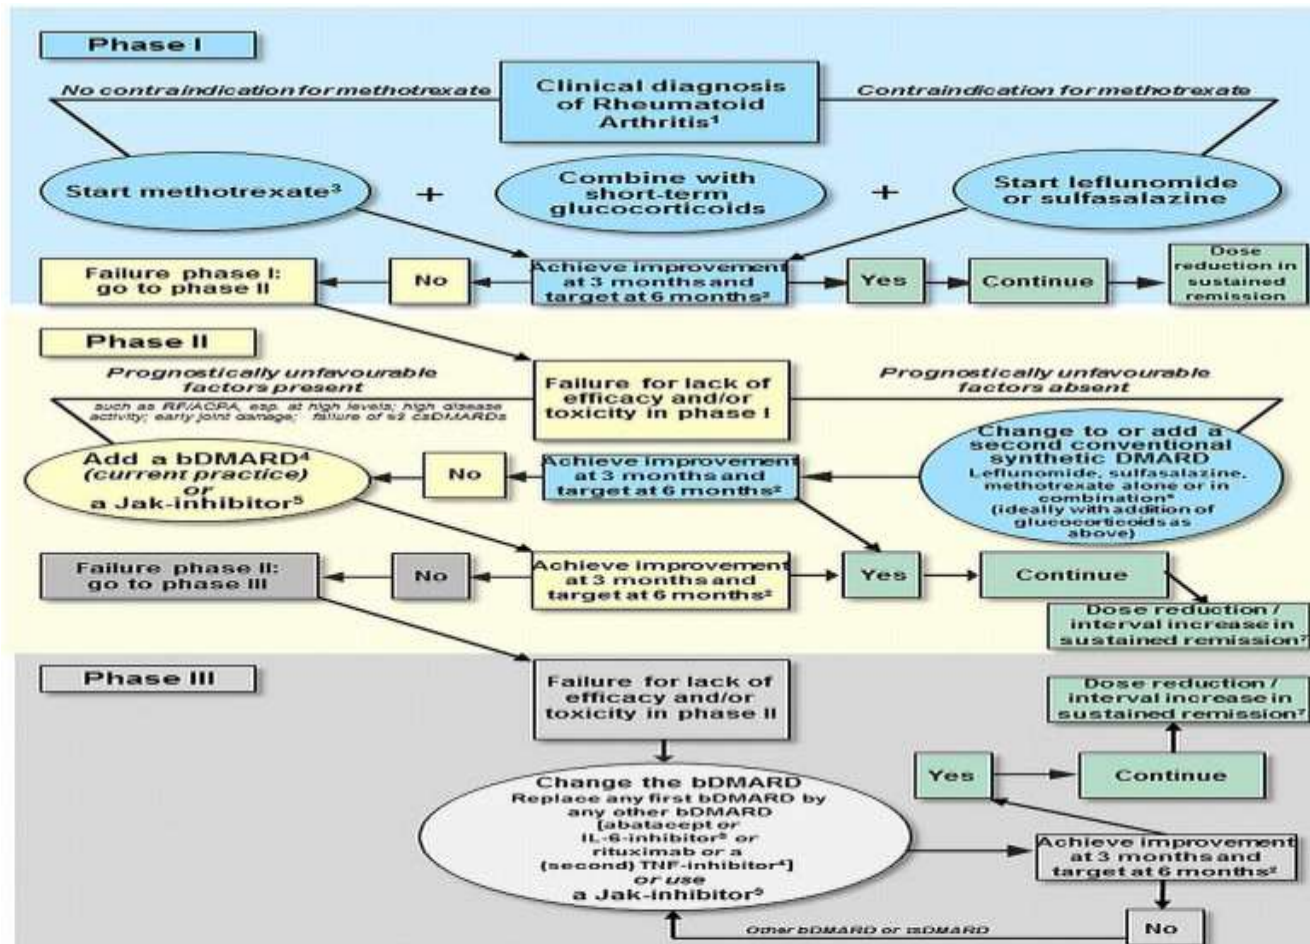 Phase I
No contraindication for methotrexate
Clinical diagnosis
of Rheumatoid
Arthritis¹
Contraindication for methotrexate
Start methotrexate³
+
Combine with
short-term
glucocorticoids
+
Start leflunomide
or sulfasalazine
Failure phase I:
go to phase II
No
Achieve improvement
at 3 months and
target at 6 months²
Yes
Continue
Dose
reduction in
sustained
remission
Phase II
Prognostically unfavourable
factors present
such as RF/ACPA, esp. at high levels; high disease
activity; early joint damage; failure of csDMARDs
Failure for lack of
efficacy and/or
toxicity in phase I
Prognostically unfavourable
factors absent
Add a bDMARD⁴
(current practice)
or
a Jak-inhibitor⁵
No
Achieve improvement
at 3 months and
target at 6 months²
Change to or add a
second conventional
synthetic DMARD
Leflunomide, sulfasalazine,
methotrexate alone or in
combination
(ideally with addition of
glucocorticoids as
above)
Failure phase II:
go to phase III
No
Achieve improvement
at 3 months and
target at 6 months²
Yes
Continue
Dose reduction /
interval increase in
sustained remission⁷
Phase III
Failure for lack of
efficacy and/or
toxicity in phase II
Dose reduction /
interval increase in
sustained remission⁷
Yes
Continue
Change the bDMARD
Replace any first bDMARD by
any other bDMARD
[abatacept or
IL-6-inhibitor or
rituximab or a
(second) TNF-inhibitor⁴]
or use
a Jak-inhibitor⁵
Achieve improvement
at 3 months and
target at 6 months²
No
Other bDMARD or tsDMARD